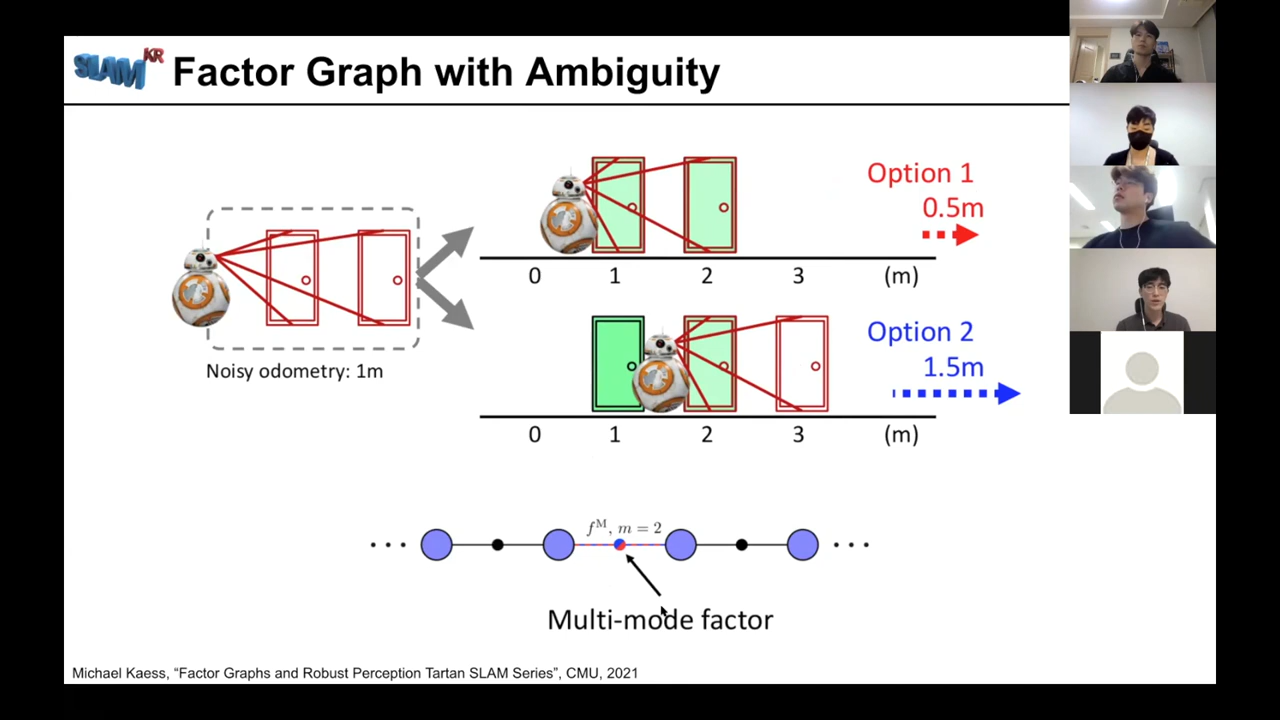 SLAM KR
Factor Graph with Ambiguity
Option 1
0.5m
0 1 2 3 (m)
Noisy odometry: 1m
Option 2
1.5m
0 1 2 3 (m)
· · · f^M, m = 2 · · ·
Multi-mode factor
Michael Kaess, “Factor Graphs and Robust Perception Tartan SLAM Series”, CMU, 2021